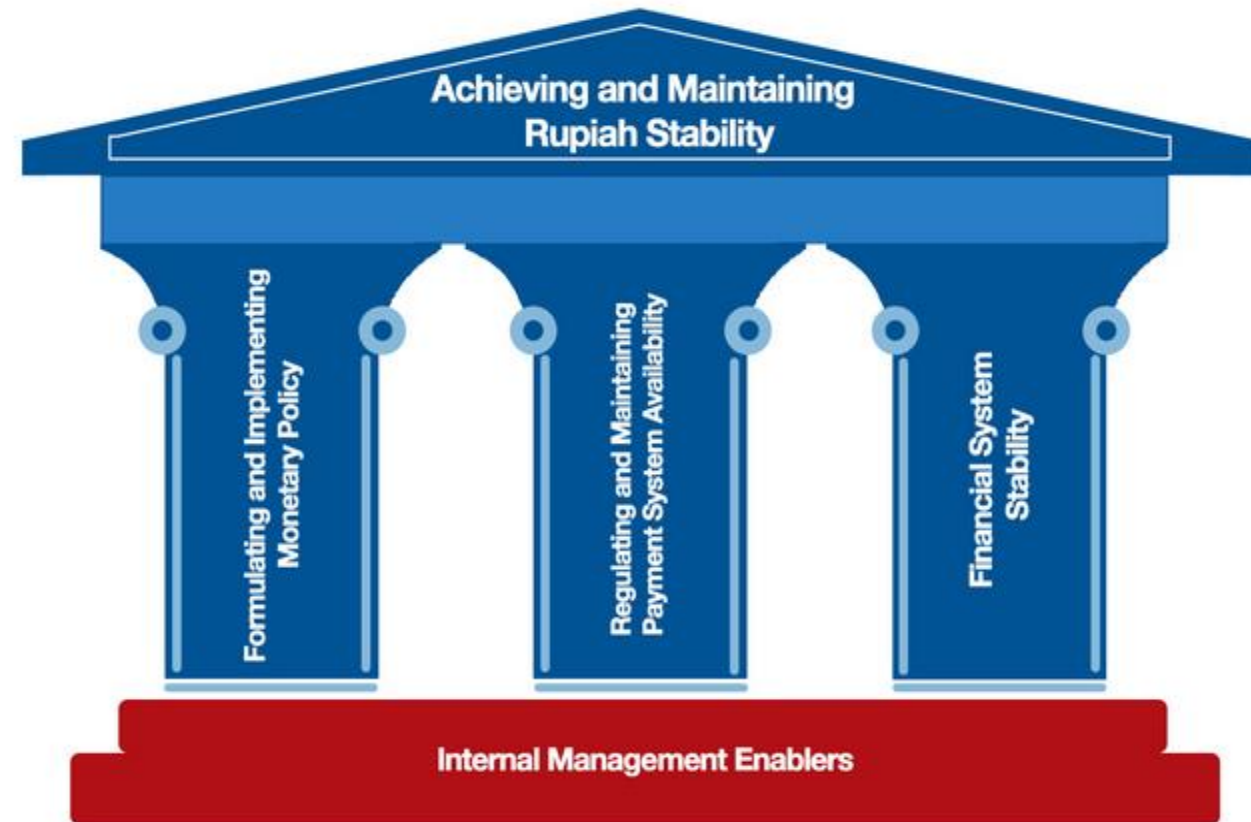 Achieving and Maintaining
Rupiah Stability
Formulating and Implementing
Monetary Policy
Regulating and Maintaining
Payment System Availability
Financial System
Stability
Internal Management Enablers